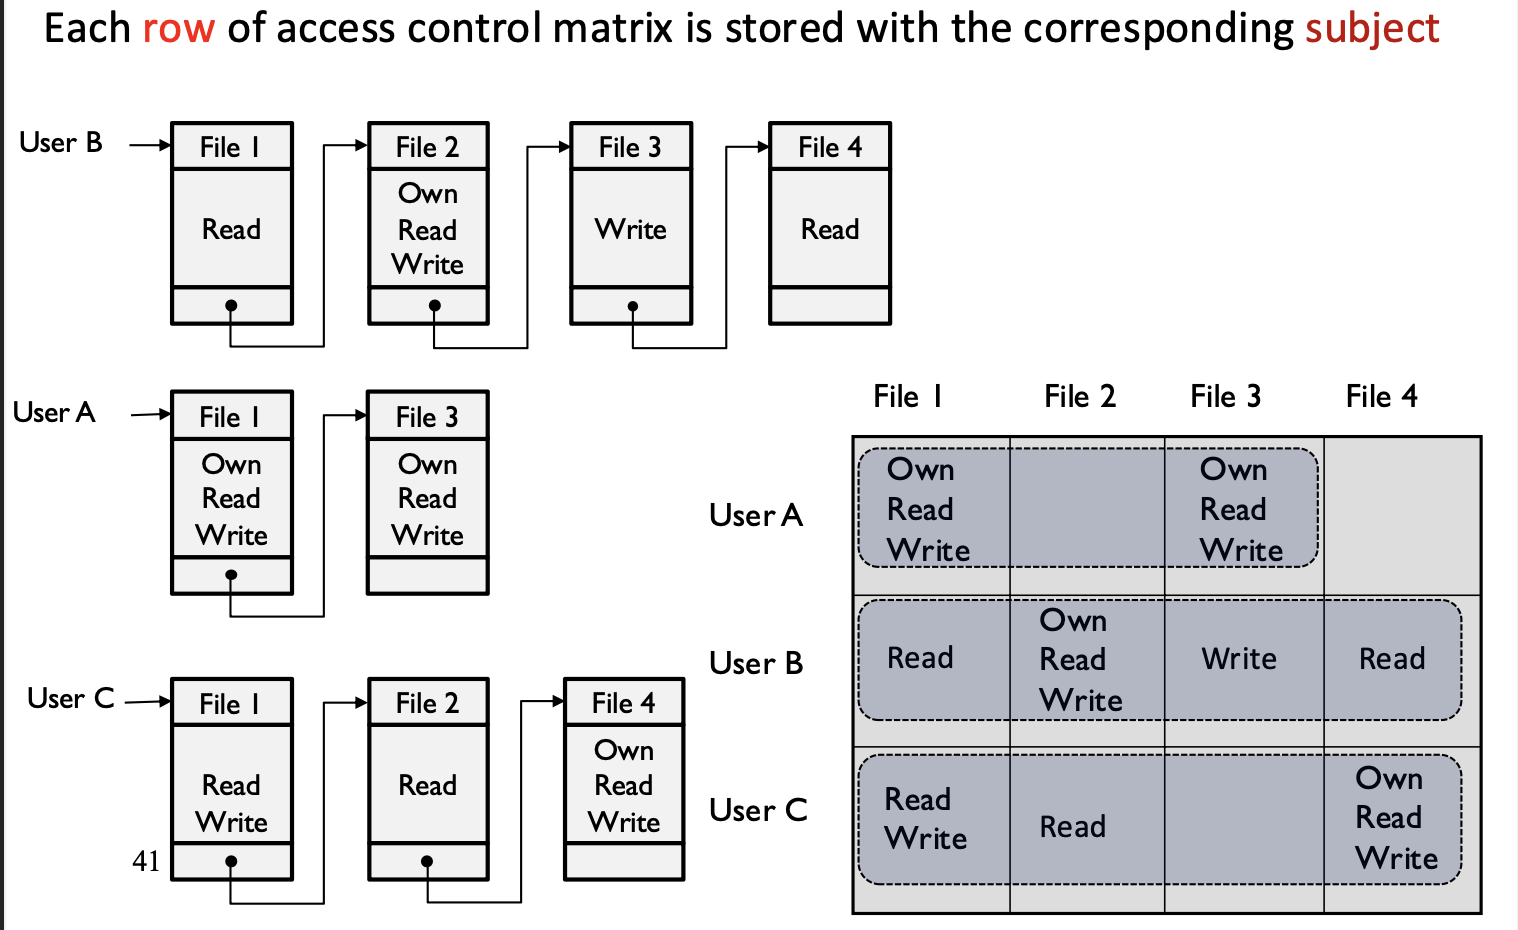 Each row of access control matrix is stored with the corresponding subject
User B
File 1
Read
File 2
Own
Read
Write
File 3
Write
File 4
Read
User A
File 1
Own
Read
Write
File 3
Own
Read
Write
User C
File 1
Read
Write
File 2
Read
File 4
Own
Read
Write
41
File 1 File 2 File 3 File 4
User A
Own
Read
Write
Own
Read
Write
User B
Read
Own
Read
Write
Write
Read
User C
Read
Write
Read
Own
Read
Write